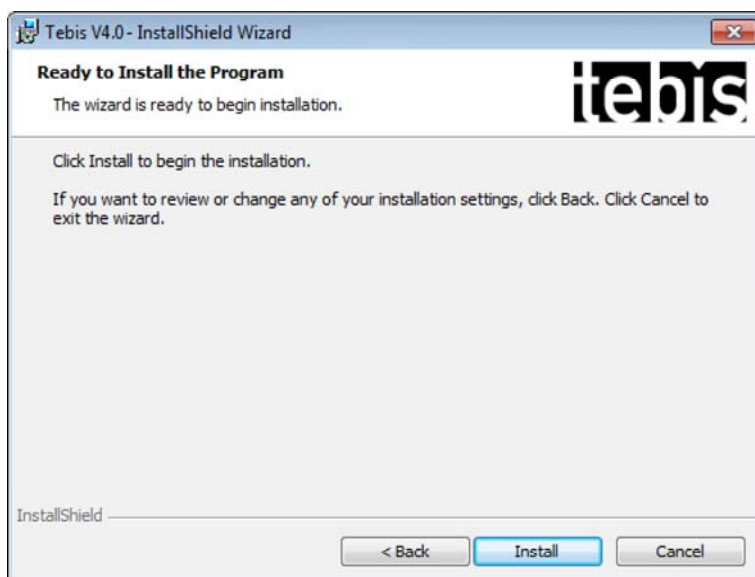 Tebis V4.0 - InstallShield Wizard
Ready to Install the Program
The wizard is ready to begin installation.
tebis
Click Install to begin the installation.
If you want to review or change any of your installation settings, click Back. Click Cancel to
exit the wizard.
InstallShield
< Back
Install
Cancel